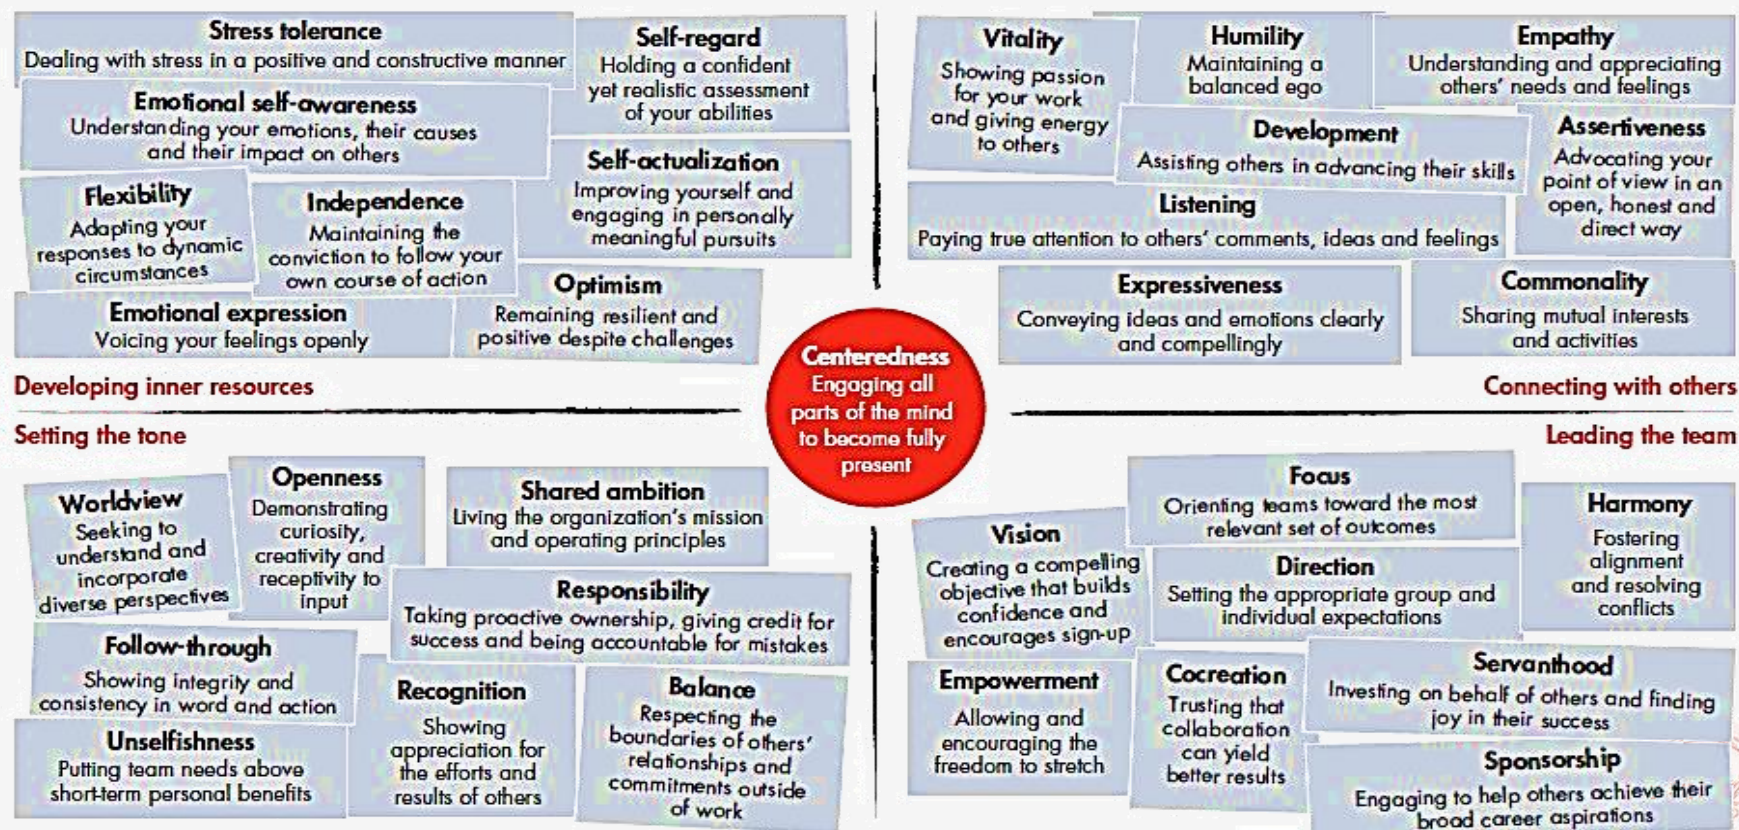 Stress tolerance
Dealing with stress in a positive and constructive manner
Self-regard
Holding a confident
yet realistic assessment
of your abilities
Emotional self-awareness
Understanding your emotions, their causes
and their impact on others
Self-actualization
Improving yourself and
engaging in personally
meaningful pursuits
Flexibility
Adapting your
responses to dynamic
circumstances
Independence
Maintaining the
conviction to follow your
own course of action
Optimism
Remaining resilient and
positive despite challenges
Emotional expression
Voicing your feelings openly
Developing inner resources
Vitality
Showing passion
for your work
and giving energy
to others
Humility
Maintaining a
balanced ego
Empathy
Understanding and appreciating
others' needs and feelings
Development
Assisting others in advancing their skills
Assertiveness
Advocating your
point of view in an
open, honest and
direct way
Listening
Paying true attention to others' comments, ideas and feelings
Expressiveness
Conveying ideas and emotions clearly
and compellingly
Commonality
Sharing mutual interests
and activities
Connecting with others
Centeredness
Engaging all
parts of the mind
to become fully
present
Setting the tone
Worldview
Seeking to
understand and
incorporate
diverse perspectives
Openness
Demonstrating
curiosity,
creativity and
receptivity to
input
Shared ambition
Living the organization's mission
and operating principles
Responsibility
Taking proactive ownership, giving credit for
success and being accountable for mistakes
Follow-through
Showing integrity and
consistency in word and action
Recognition
Showing
appreciation for
the efforts and
results of others
Balance
Respecting the
boundaries of others'
relationships and
commitments outside
of work
Unselfishness
Putting team needs above
short-term personal benefits
Leading the team
Focus
Orienting teams toward the most
relevant set of outcomes
Harmony
Fostering
alignment
and resolving
conflicts
Vision
Creating a compelling
objective that builds
confidence and
encourages sign-up
Direction
Setting the appropriate group and
individual expectations
Empowerment
Allowing and
encouraging the
freedom to stretch
Cocreation
Trusting that
collaboration
can yield
better results
Servanthood
Investing on behalf of others and finding
joy in their success
Sponsorship
Engaging to help others achieve their
broad career aspirations